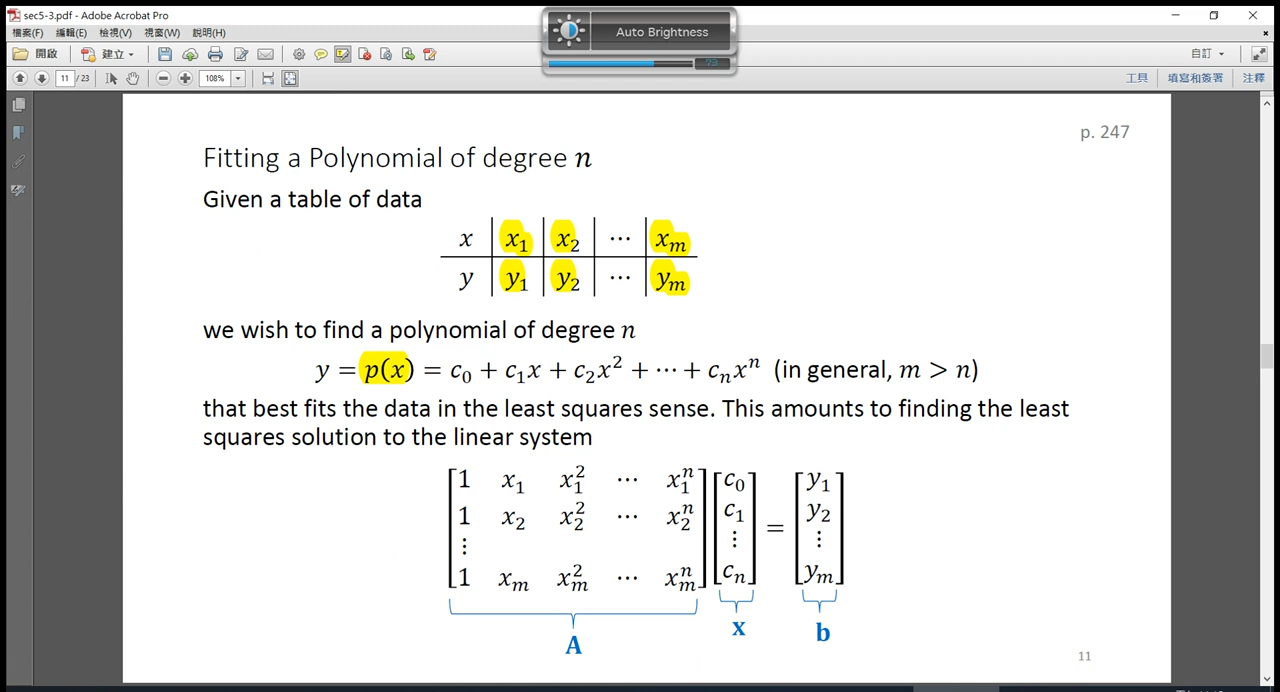 sec5-3.pdf - Adobe Acrobat Pro
檔案(F) 編輯(E) 檢視(V) 視窗(W) 說明(H)
Auto Brightness
73
開啟 建立 自訂
11 / 23 108% 工具 填寫和簽署 注釋
p. 247
Fitting a Polynomial of degree n
Given a table of data
x x₁ x₂ ⋯ xₘ
y y₁ y₂ ⋯ yₘ
we wish to find a polynomial of degree n
y = p(x) = c₀ + c₁x + c₂x² + ⋯ + cₙxⁿ (in general, m > n)
that best fits the data in the least squares sense. This amounts to finding the least
squares solution to the linear system
1 x₁ x₁² ⋯ x₁ⁿ c₀ y₁
1 x₂ x₂² ⋯ x₂ⁿ c₁ = y₂
⋮ ⋮ ⋮
1 xₘ xₘ² ⋯ xₘⁿ cₙ yₘ
A x b
11